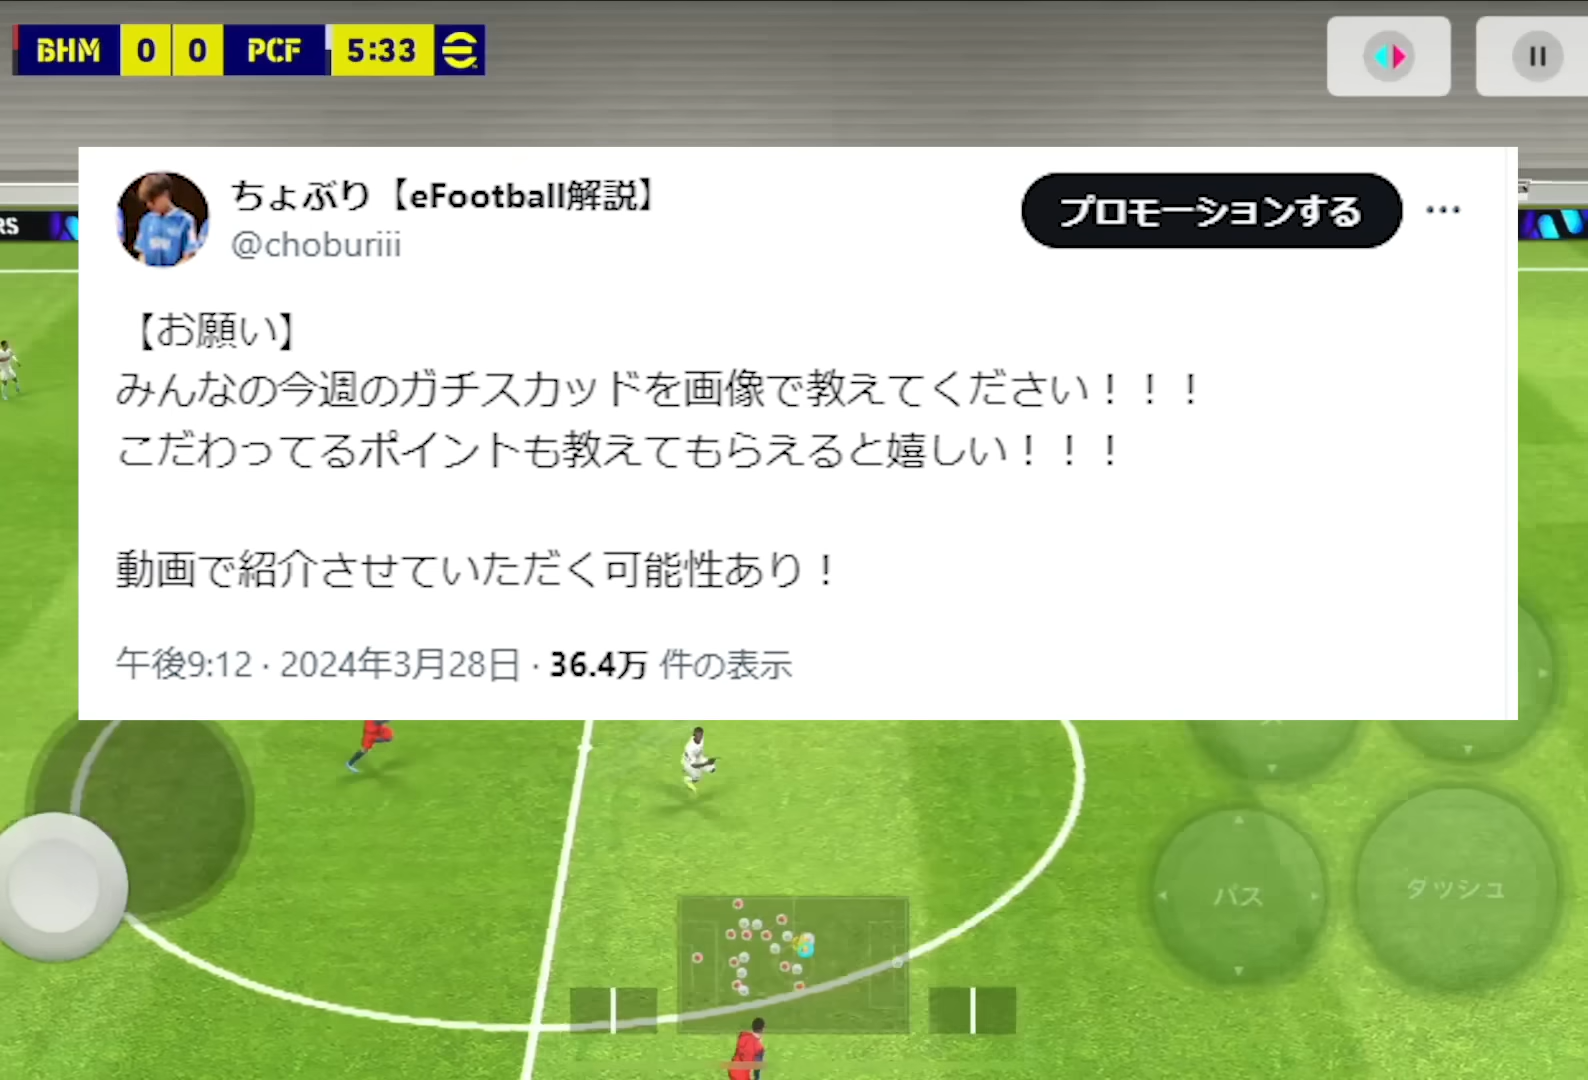 BHM 0 0 PCF 5:33
RS
ちょぶり【eFootball解説】
@choburiii
プロモーションする
【お願い】
みんなの今週のガチスカッドを画像で教えてください！！！
こだわってるポイントも教えてもらえると嬉しい！！！
動画で紹介させていただく可能性あり！
午後9:12 · 2024年3月28日 · 36.4万 件の表示
パス
ダッシュ